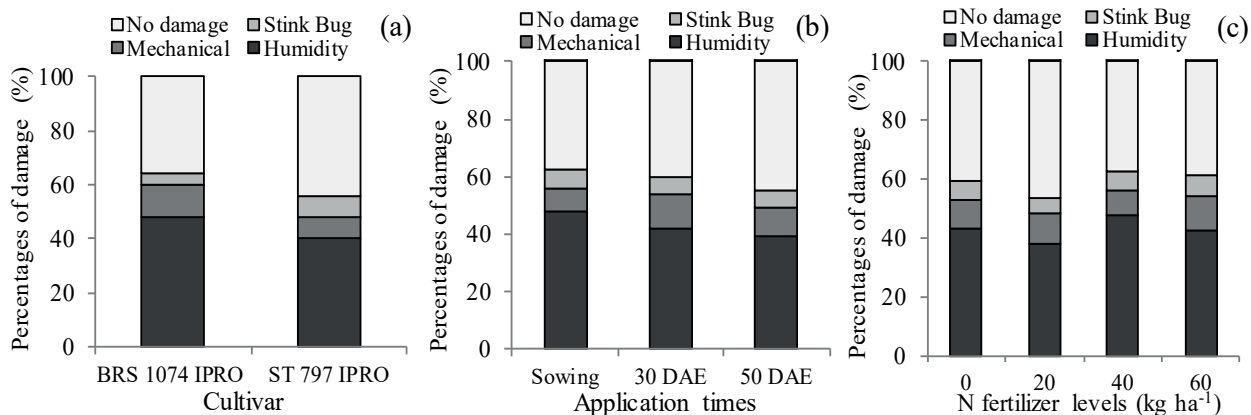 No damage Stink Bug (a)
Mechanical Humidity
Percentages of damage (%)
100
80
60
40
20
0
BRS 1074 IPRO ST 797 IPRO
Cultivar
No damage Stink Bug (b)
Mechanical Humidity
Percentages of damage (%)
100
80
60
40
20
0
Sowing 30 DAE 50 DAE
Application times
No damage Stink Bug (c)
Mechanical Humidity
Percentages of damage (%)
100
80
60
40
20
0
0 20 40 60
N fertilizer levels (kg ha⁻¹)